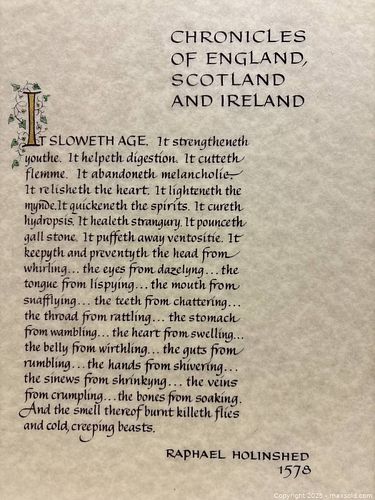 CHRONICLES
OF ENGLAND,
SCOTLAND
AND IRELAND
IT SLOWETH AGE. It strengtheneth
youthe. It helpeth digestion. It cutteth
flemme. It abandoneth melancholie.
It relisheth the heart. It lighteneth the
mynde. It quickeneth the spirits. It cureth
hydropsis. It healeth strangury. It pounceth
gall stone. It puffeth away ventositie. It
keepyth and preventyth the head from
whirling... the eyes from dazelyng... the
tongue from lispying... the mouth from
snafflying... the teeth from chattering...
the throad from rattling... the stomach
from wambling... the heart from swelling...
the belly from wirthling... the guts from
rumbling... the hands from shivering...
the sinews from shrinkyng... the veins
from crumpling... the bones from soaking.
And the smell thereof burnt killeth flies
and cold, creeping beasts.
RAPHAEL HOLINSHED
1578
Copyright 2025 - maxsold.com